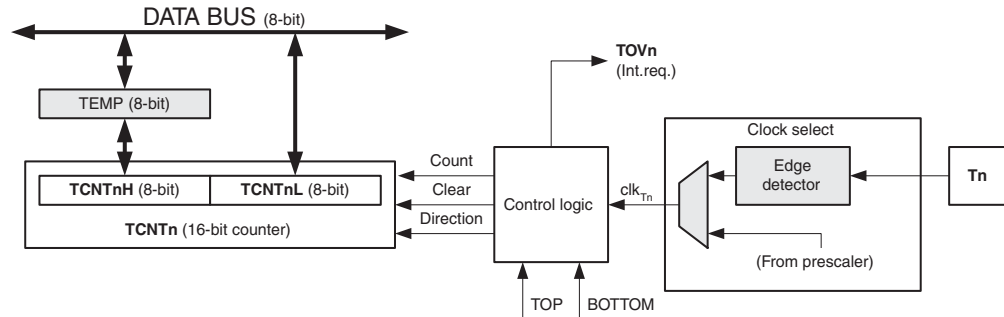 DATA BUS (8-bit)
TOVn
(Int.req.)
TEMP (8-bit)
Clock select
Edge
detector
Tn
Count
TCNTnH (8-bit) TCNTnL (8-bit)
Clear
Control logic
clkTn
Direction
TCNTn (16-bit counter)
(From prescaler)
TOP
BOTTOM